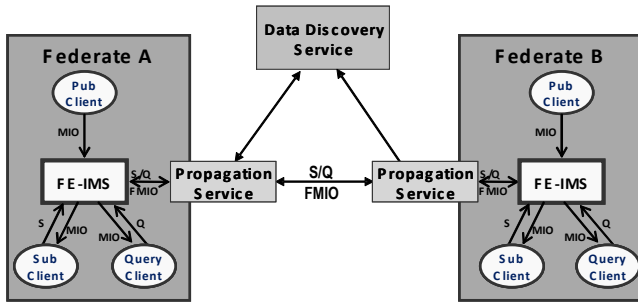 Data Discovery
Service
Federate A
Pub
Client
MIO
FE-IMS
S/Q
FMIO
Propagation
Service
S
MIO
MIO
Q
Sub
Client
Query
Client
S/Q
FMIO
Federate B
Pub
Client
MIO
Propagation
Service
S/Q
FMIO
FE-IMS
S
MIO
MIO
Q
Sub
Client
Query
Client